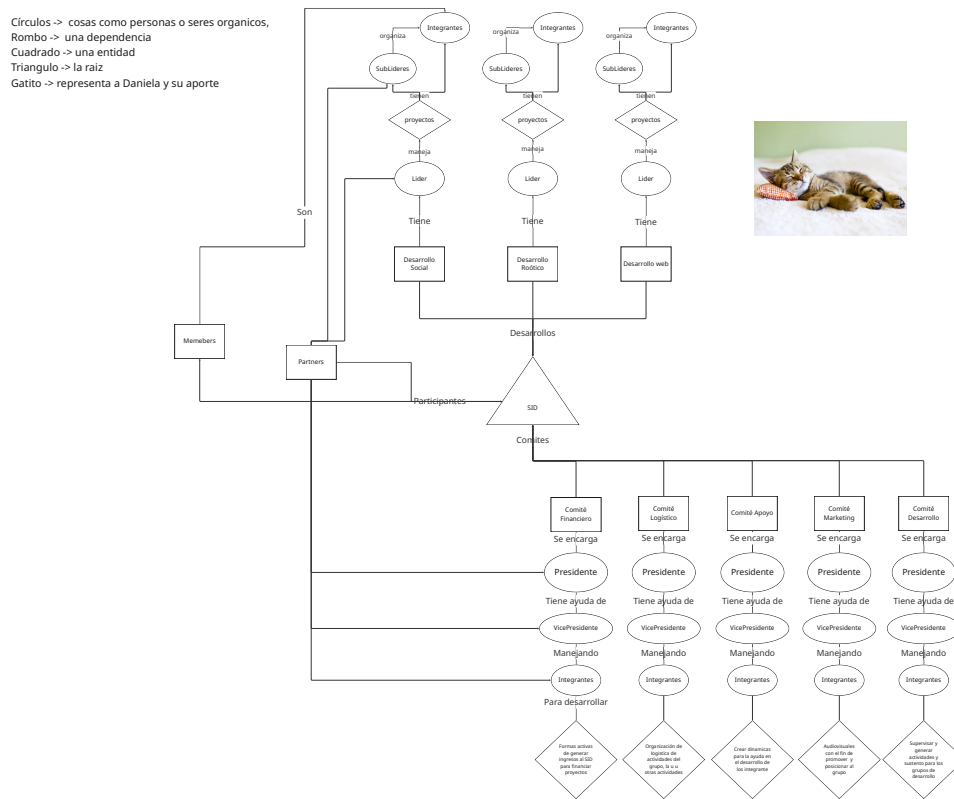 Círculos -> cosas como personas o seres organicos,
Rombo -> una dependencia
Cuadrado -> una entidad
Triangulo -> la raiz
Gatito -> representa a Daniela y su aporte
Integrantes
Integrantes
Integrantes
organiza
organiza
organiza
SubLideres
SubLideres
SubLideres
tienen
tienen
tienen
proyectos
proyectos
proyectos
maneja
maneja
maneja
Lider
Lider
Lider
Son
Tiene
Tiene
Tiene
Desarrollo
Social
Desarrollo
Roótico
Desarrollo web
Desarrollos
Memebers
Partners
Participantes
SID
Comites
Comité
Financiero
Comité
Logístico
Comité Apoyo
Comité
Marketing
Comité
Desarrollo
Se encarga
Se encarga
Se encarga
Se encarga
Se encarga
Presidente
Presidente
Presidente
Presidente
Presidente
Tiene ayuda de
Tiene ayuda de
Tiene ayuda de
Tiene ayuda de
Tiene ayuda de
VicePresidente
VicePresidente
VicePresidente
VicePresidente
VicePresidente
Manejando
Manejando
Manejando
Manejando
Manejando
Integrantes
Integrantes
Integrantes
Integrantes
Integrantes
Para desarrollar
Formas activas
de generar
ingresos al SID
para financiar
proyectos
Organización de
logística de
actividades del
grupo, la u u
otras actividades
Crear dinamicas
para la ayuda en
el desarrollo de
los integrante
Audiovisuales
con el fin de
promover y
posicionar al
grupo
Supervisar y
generar
actividades y
sustento para los
grupos de
desarrollo